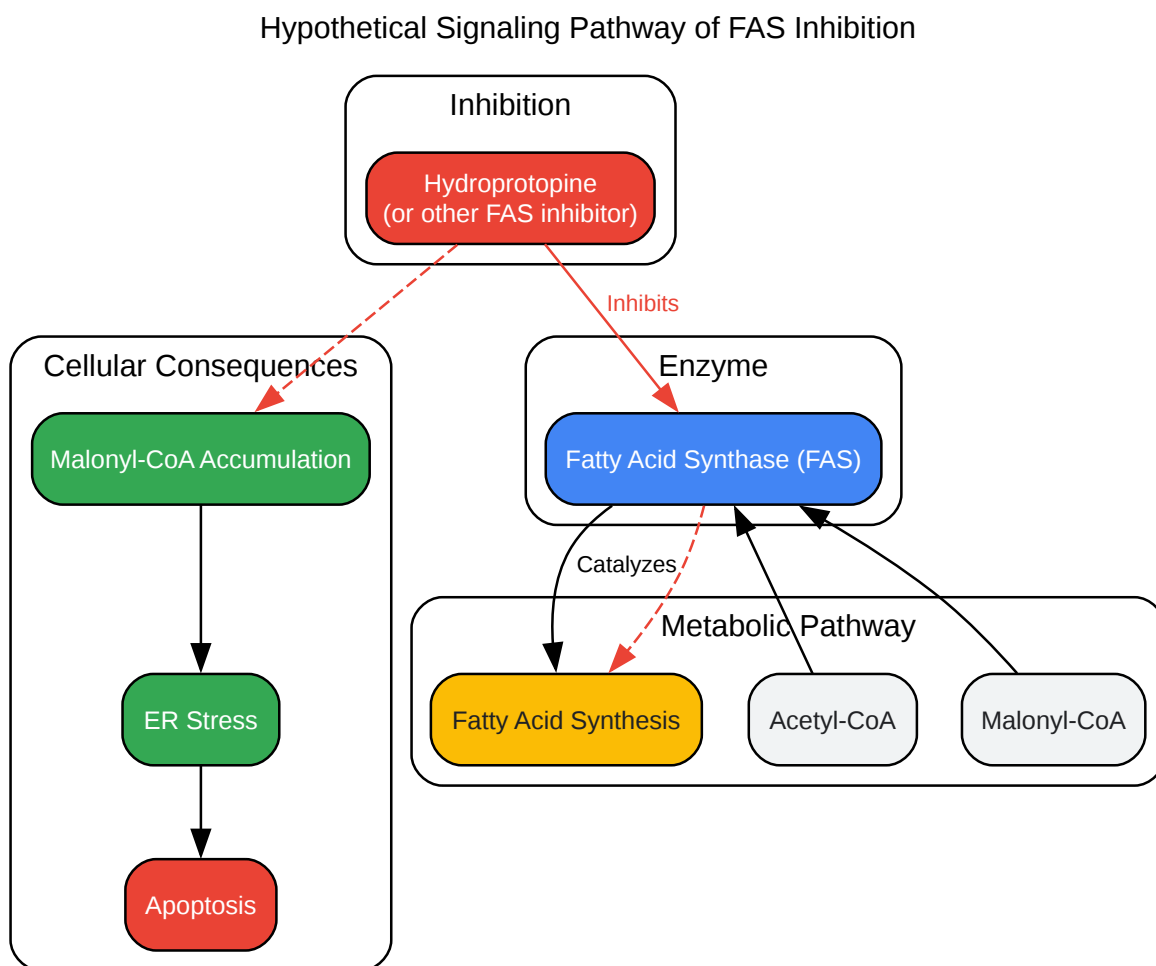 Hypothetical Signaling Pathway of FAS Inhibition
Inhibition
Hydroprotopine
(or other FAS inhibitor)
Inhibits
Cellular Consequences
Enzyme
Malonyl-CoA Accumulation
Fatty Acid Synthase (FAS)
Catalyzes
Metabolic Pathway
ER Stress
Fatty Acid Synthesis
Acetyl-CoA
Malonyl-CoA
Apoptosis